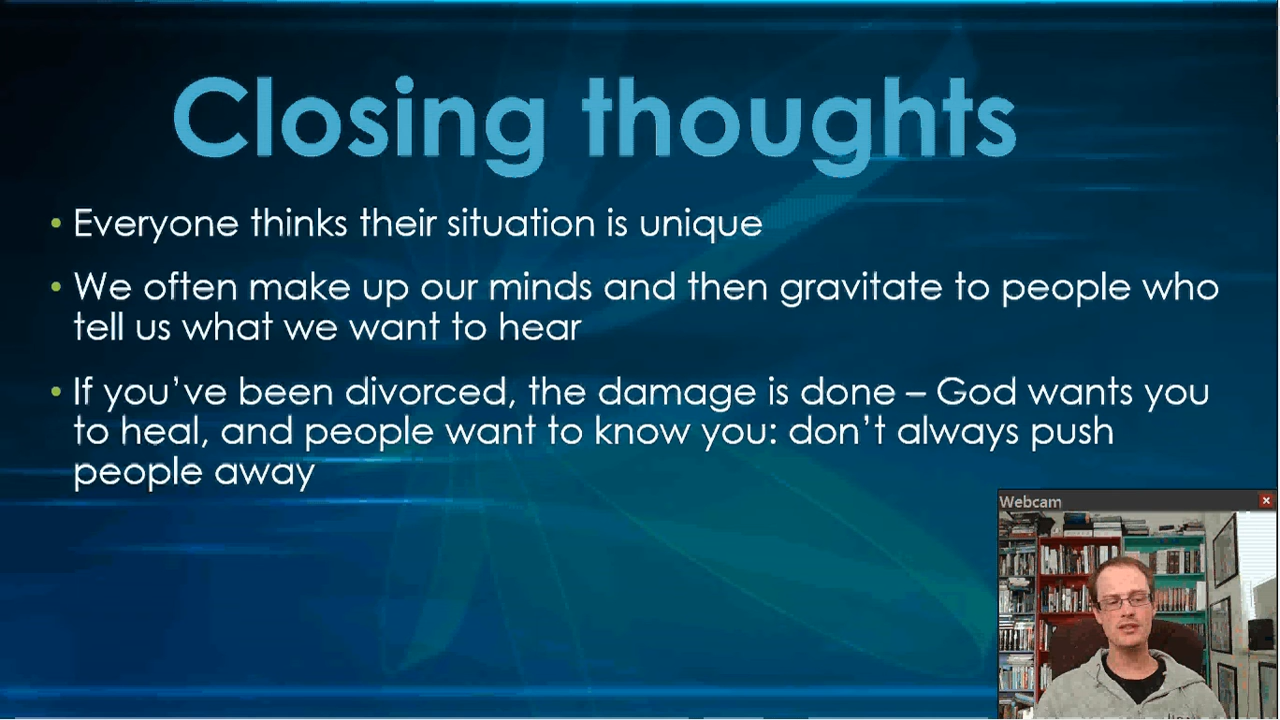 Closing thoughts
• Everyone thinks their situation is unique
• We often make up our minds and then gravitate to people who
tell us what we want to hear
• If you've been divorced, the damage is done – God wants you
to heal, and people want to know you: don't always push
people away
Webcam